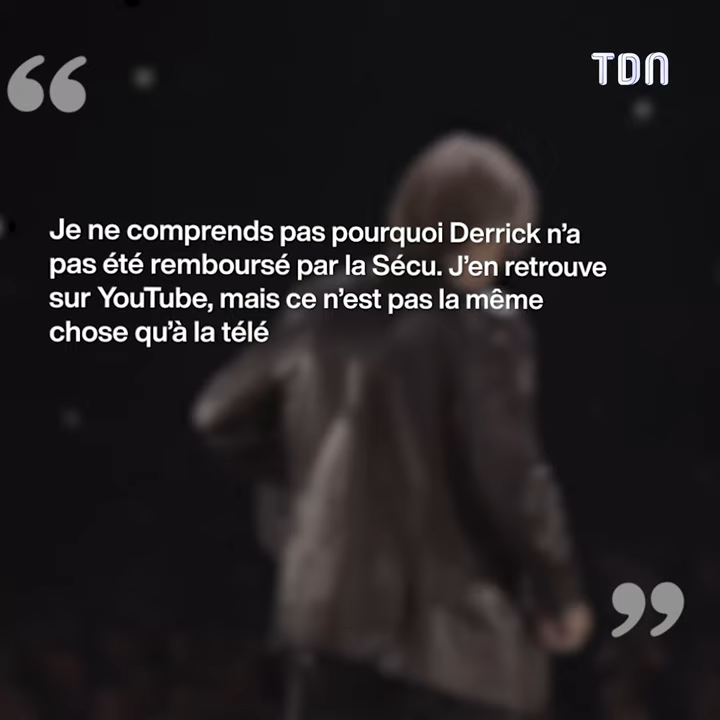 TDN
“
Je ne comprends pas pourquoi Derrick n’a
pas été remboursé par la Sécu. J’en retrouve
sur YouTube, mais ce n’est pas la même
chose qu’à la télé
”